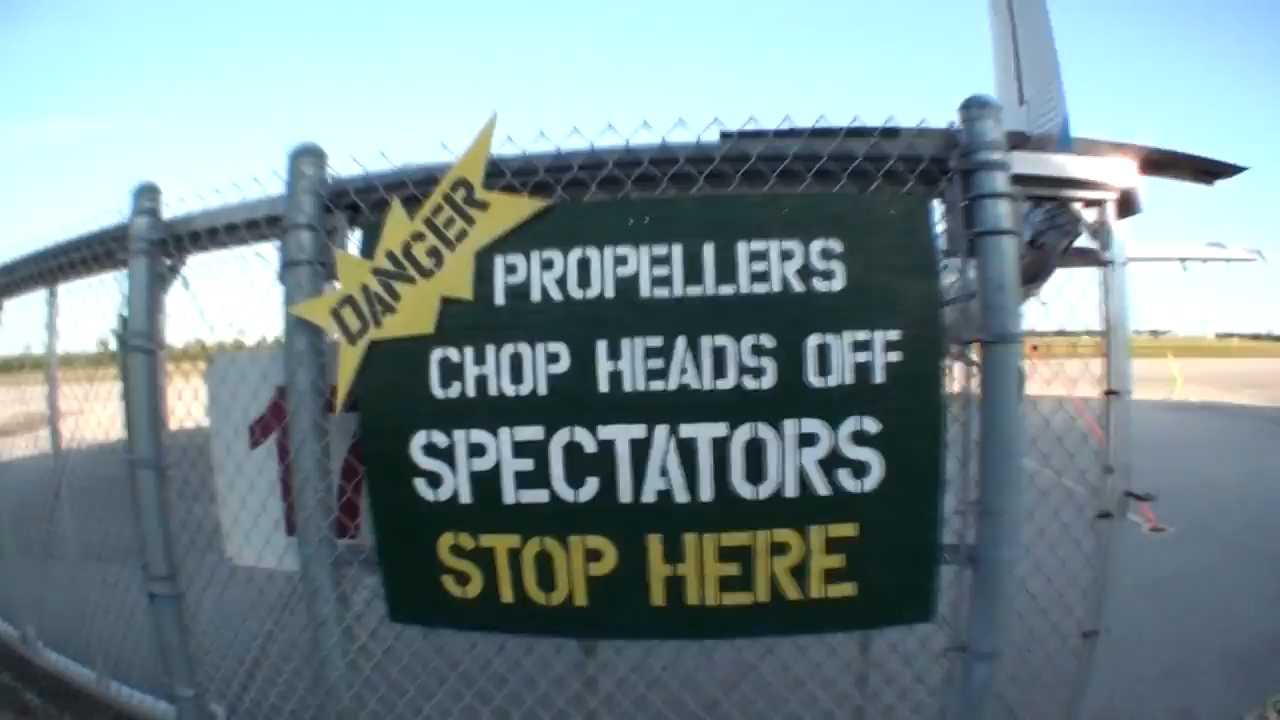 DANGER
PROPELLERS
CHOP HEADS OFF
SPECTATORS
STOP HERE